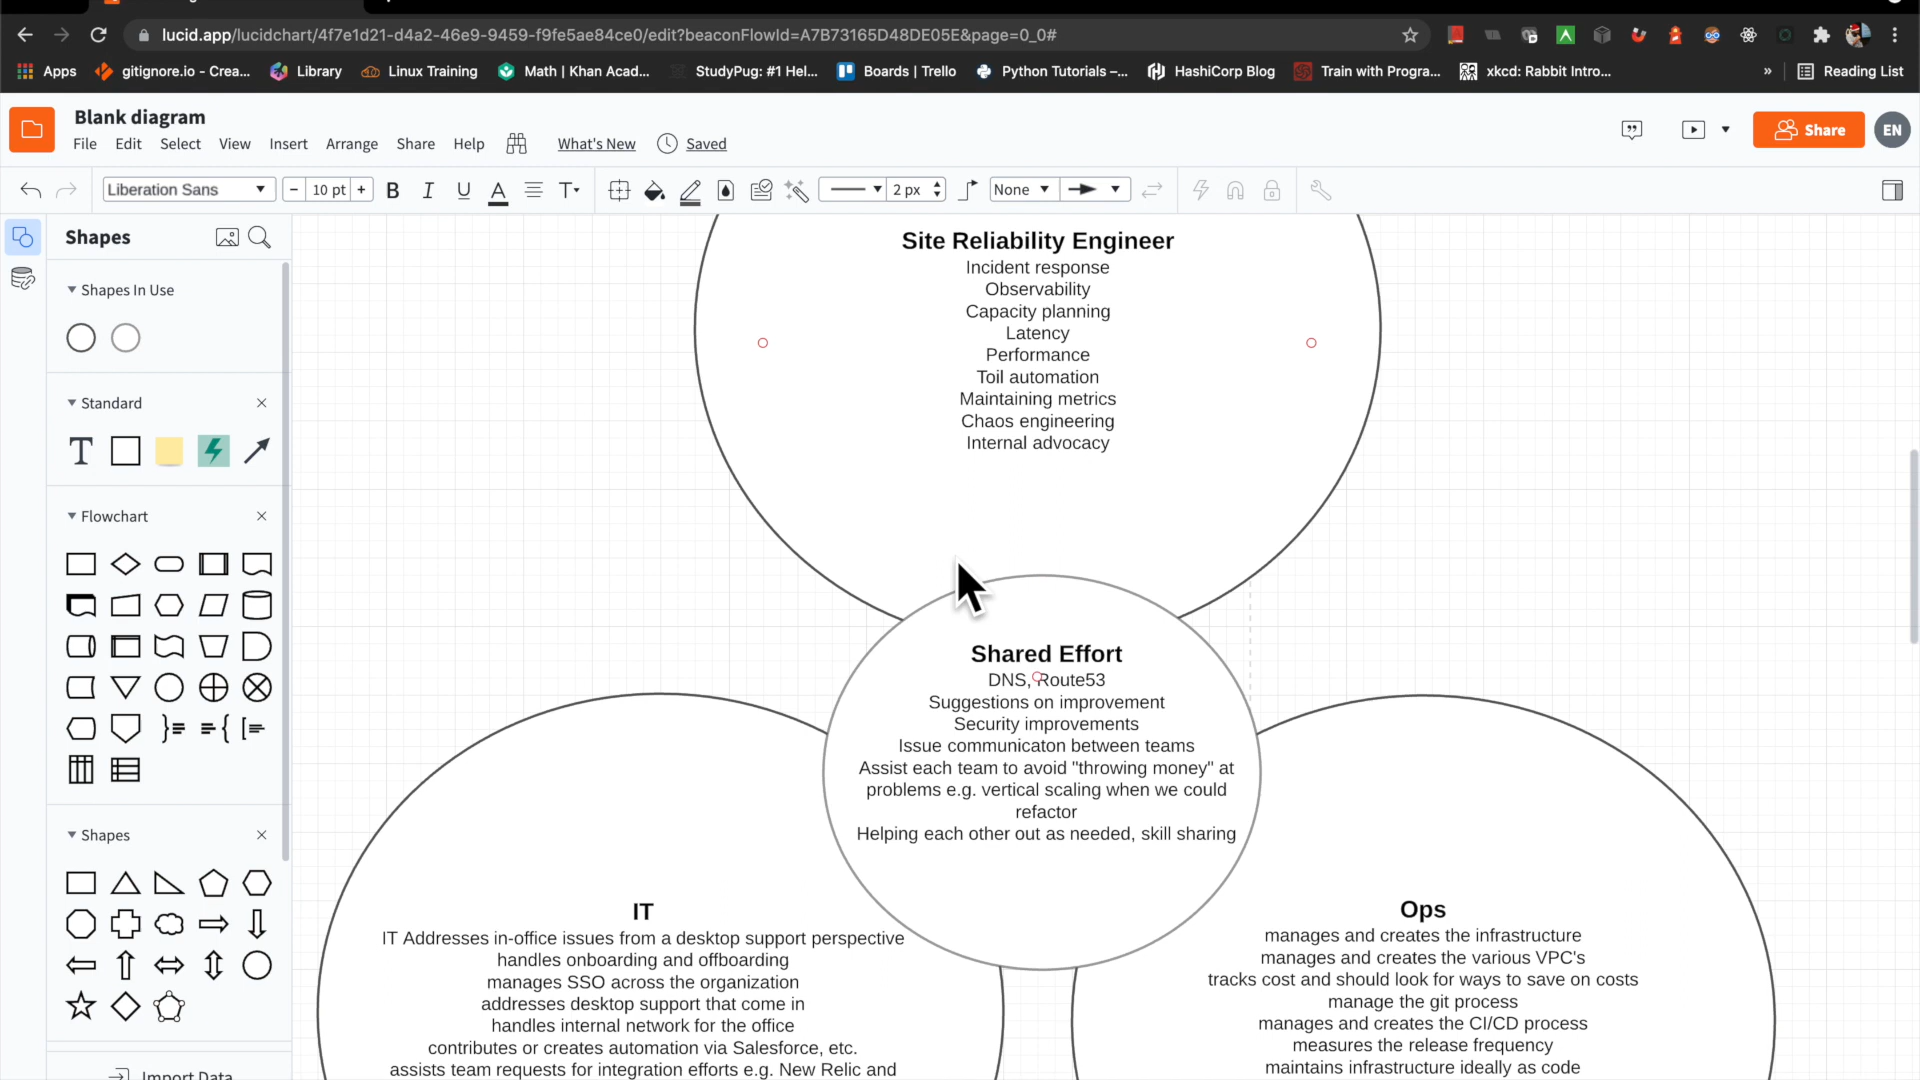 lucid.app/lucidchart/4f7e1d21-d4a2-46e9-9459-f9fe5ae84ce0/edit?beaconFlowId=A7B73165D48DE05E&page=0_0#
Apps gitignore.io - Crea... Library Linux Training Math | Khan Acad... StudyPug: #1 Hel... Boards | Trello Python Tutorials –... HashiCorp Blog Train with Progra... xkcd: Rabbit Intro... » Reading List
Blank diagram
File Edit Select View Insert Arrange Share Help What's New Saved
Share
EN
Liberation Sans 10 pt 2 px None
Shapes
Shapes In Use
Standard
Flowchart
Shapes
Import Data
Site Reliability Engineer
Incident response
Observability
Capacity planning
Latency
Performance
Toil automation
Maintaining metrics
Chaos engineering
Internal advocacy
Shared Effort
DNS, Route53
Suggestions on improvement
Security improvements
Issue communicaton between teams
Assist each team to avoid "throwing money" at
problems e.g. vertical scaling when we could
refactor
Helping each other out as needed, skill sharing
IT
IT Addresses in-office issues from a desktop support perspective
handles onboarding and offboarding
manages SSO across the organization
addresses desktop support that come in
handles internal network for the office
contributes or creates automation via Salesforce, etc.
assists team requests for integration efforts e.g. New Relic and
Ops
manages and creates the infrastructure
manages and creates the various VPC's
tracks cost and should look for ways to save on costs
manage the git process
manages and creates the CI/CD process
measures the release frequency
maintains infrastructure ideally as code